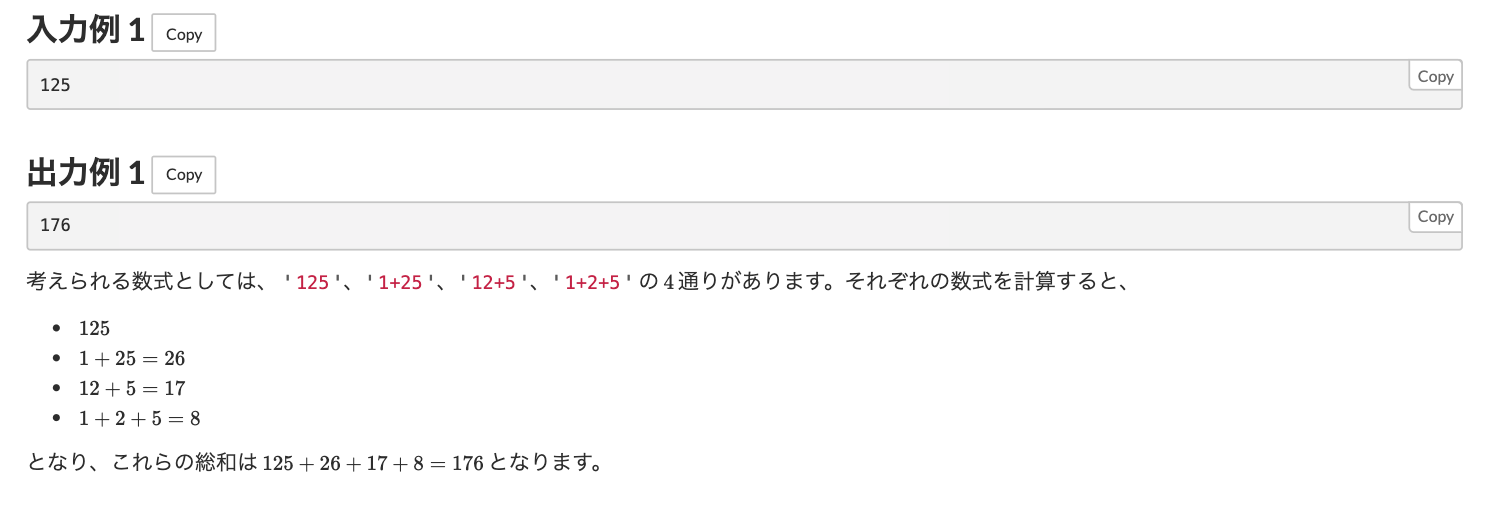 入力例 1 Copy
125 Copy
出力例 1 Copy
176 Copy
考えられる数式としては、 '125'、'1+25'、'12+5'、'1+2+5' の 4 通りがあります。それぞれの数式を計算すると、
• 125
• 1 + 25 = 26
• 12 + 5 = 17
• 1 + 2 + 5 = 8
となり、これらの総和は 125 + 26 + 17 + 8 = 176 となります。